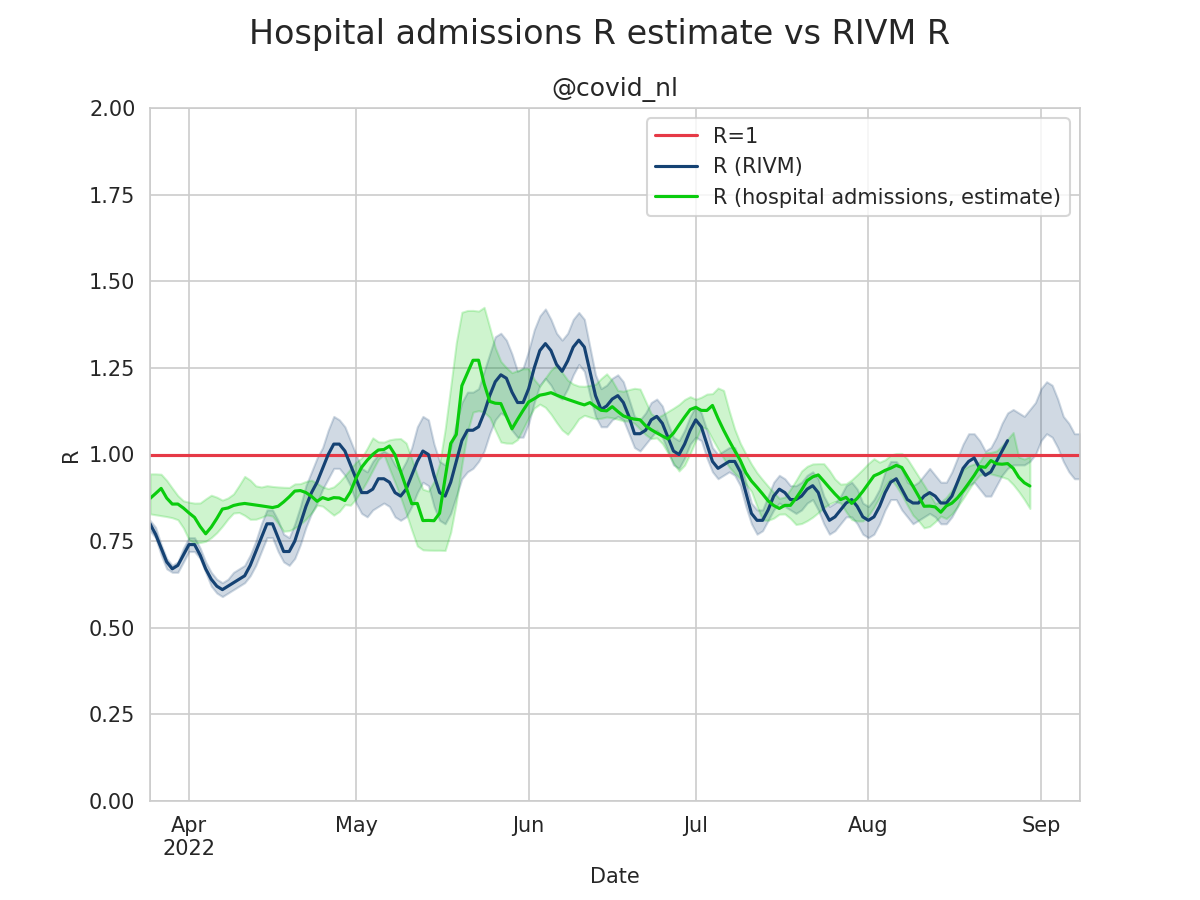 Hospital admissions R estimate vs RIVM R
@covid_nl
R=1
R (RIVM)
R (hospital admissions, estimate)
2.00
1.75
1.50
1.25
1.00
0.75
0.50
0.25
0.00
R
Apr May Jun Jul Aug Sep
2022
Date